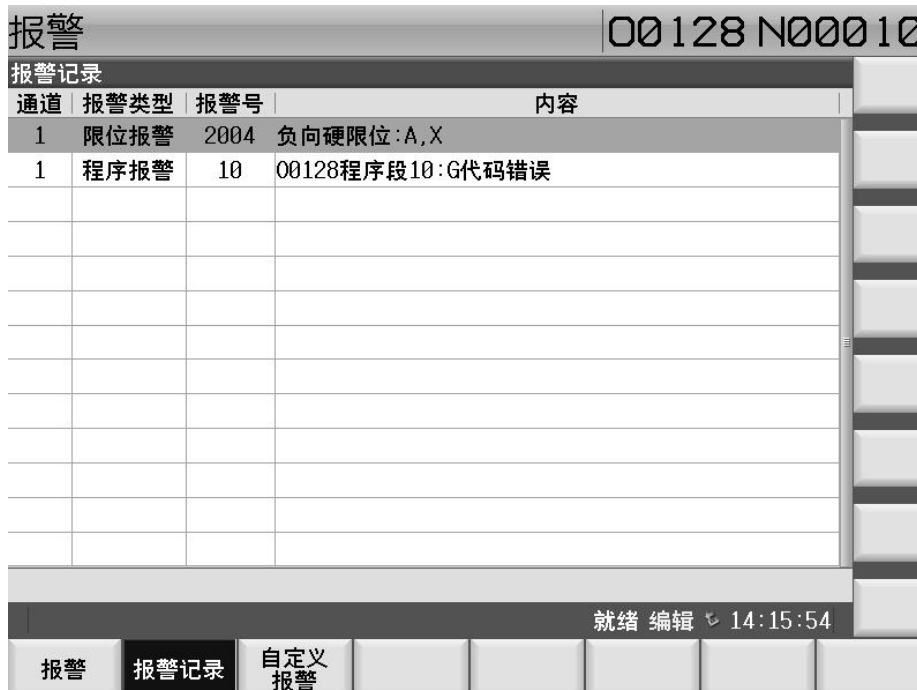 报警 O0128 N00010
报警记录
通道 报警类型 报警号 内容
1 限位报警 2004 负向硬限位:A,X
1 程序报警 10 O0128程序段10:G代码错误
就绪 编辑 14:15:54
报警 报警记录 自定义
报警